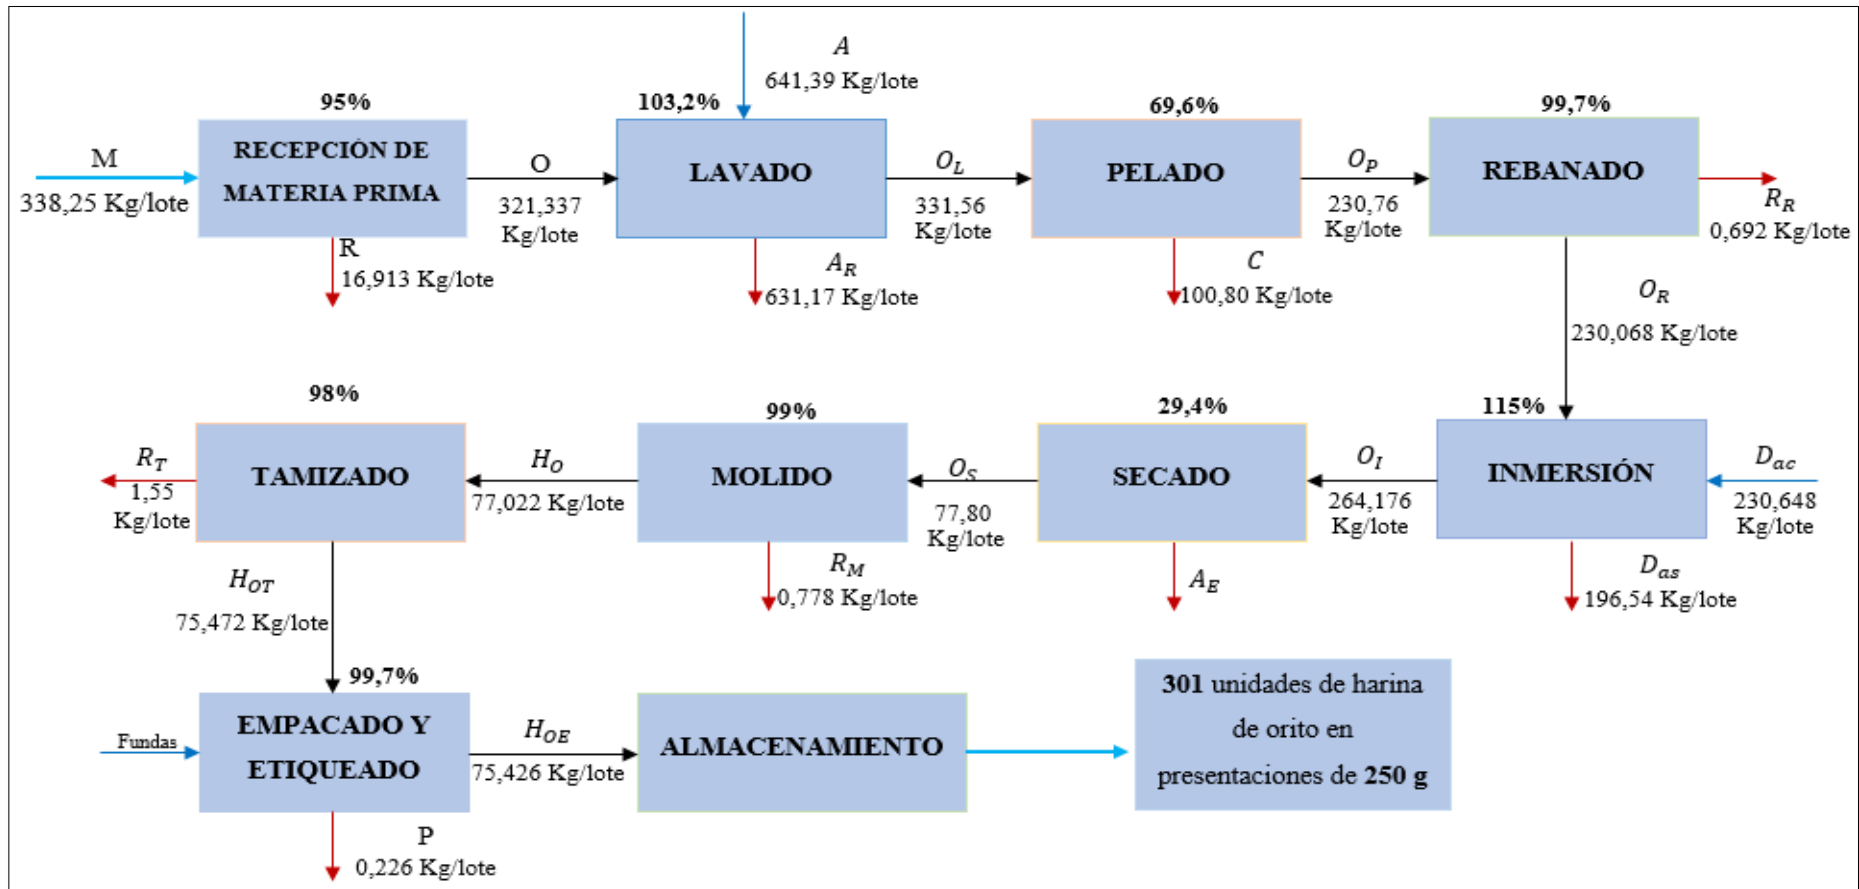 A
641,39 Kg/lote
95%
103,2%
69,6%
99,7%
M
338,25 Kg/lote
RECEPCIÓN DE
MATERIA PRIMA
O
321,337
Kg/lote
LAVADO
O_L
331,56
Kg/lote
PELADO
O_P
230,76
Kg/lote
REBANADO
R_R
0,692 Kg/lote
R
16,913 Kg/lote
A_R
631,17 Kg/lote
C
100,80 Kg/lote
O_R
230,068 Kg/lote
98%
99%
29,4%
115%
R_T
1,55
Kg/lote
TAMIZADO
H_O
77,022 Kg/lote
MOLIDO
O_S
77,80
Kg/lote
SECADO
O_I
264,176
Kg/lote
INMERSIÓN
D_ac
230,648
Kg/lote
H_OT
75,472 Kg/lote
R_M
0,778 Kg/lote
A_E
D_as
196,54 Kg/lote
99,7%
Fundas
EMPACADO Y
ETIQUEADO
H_OE
75,426 Kg/lote
ALMACENAMIENTO
301 unidades de harina
de orito en
presentaciones de 250 g
P
0,226 Kg/lote